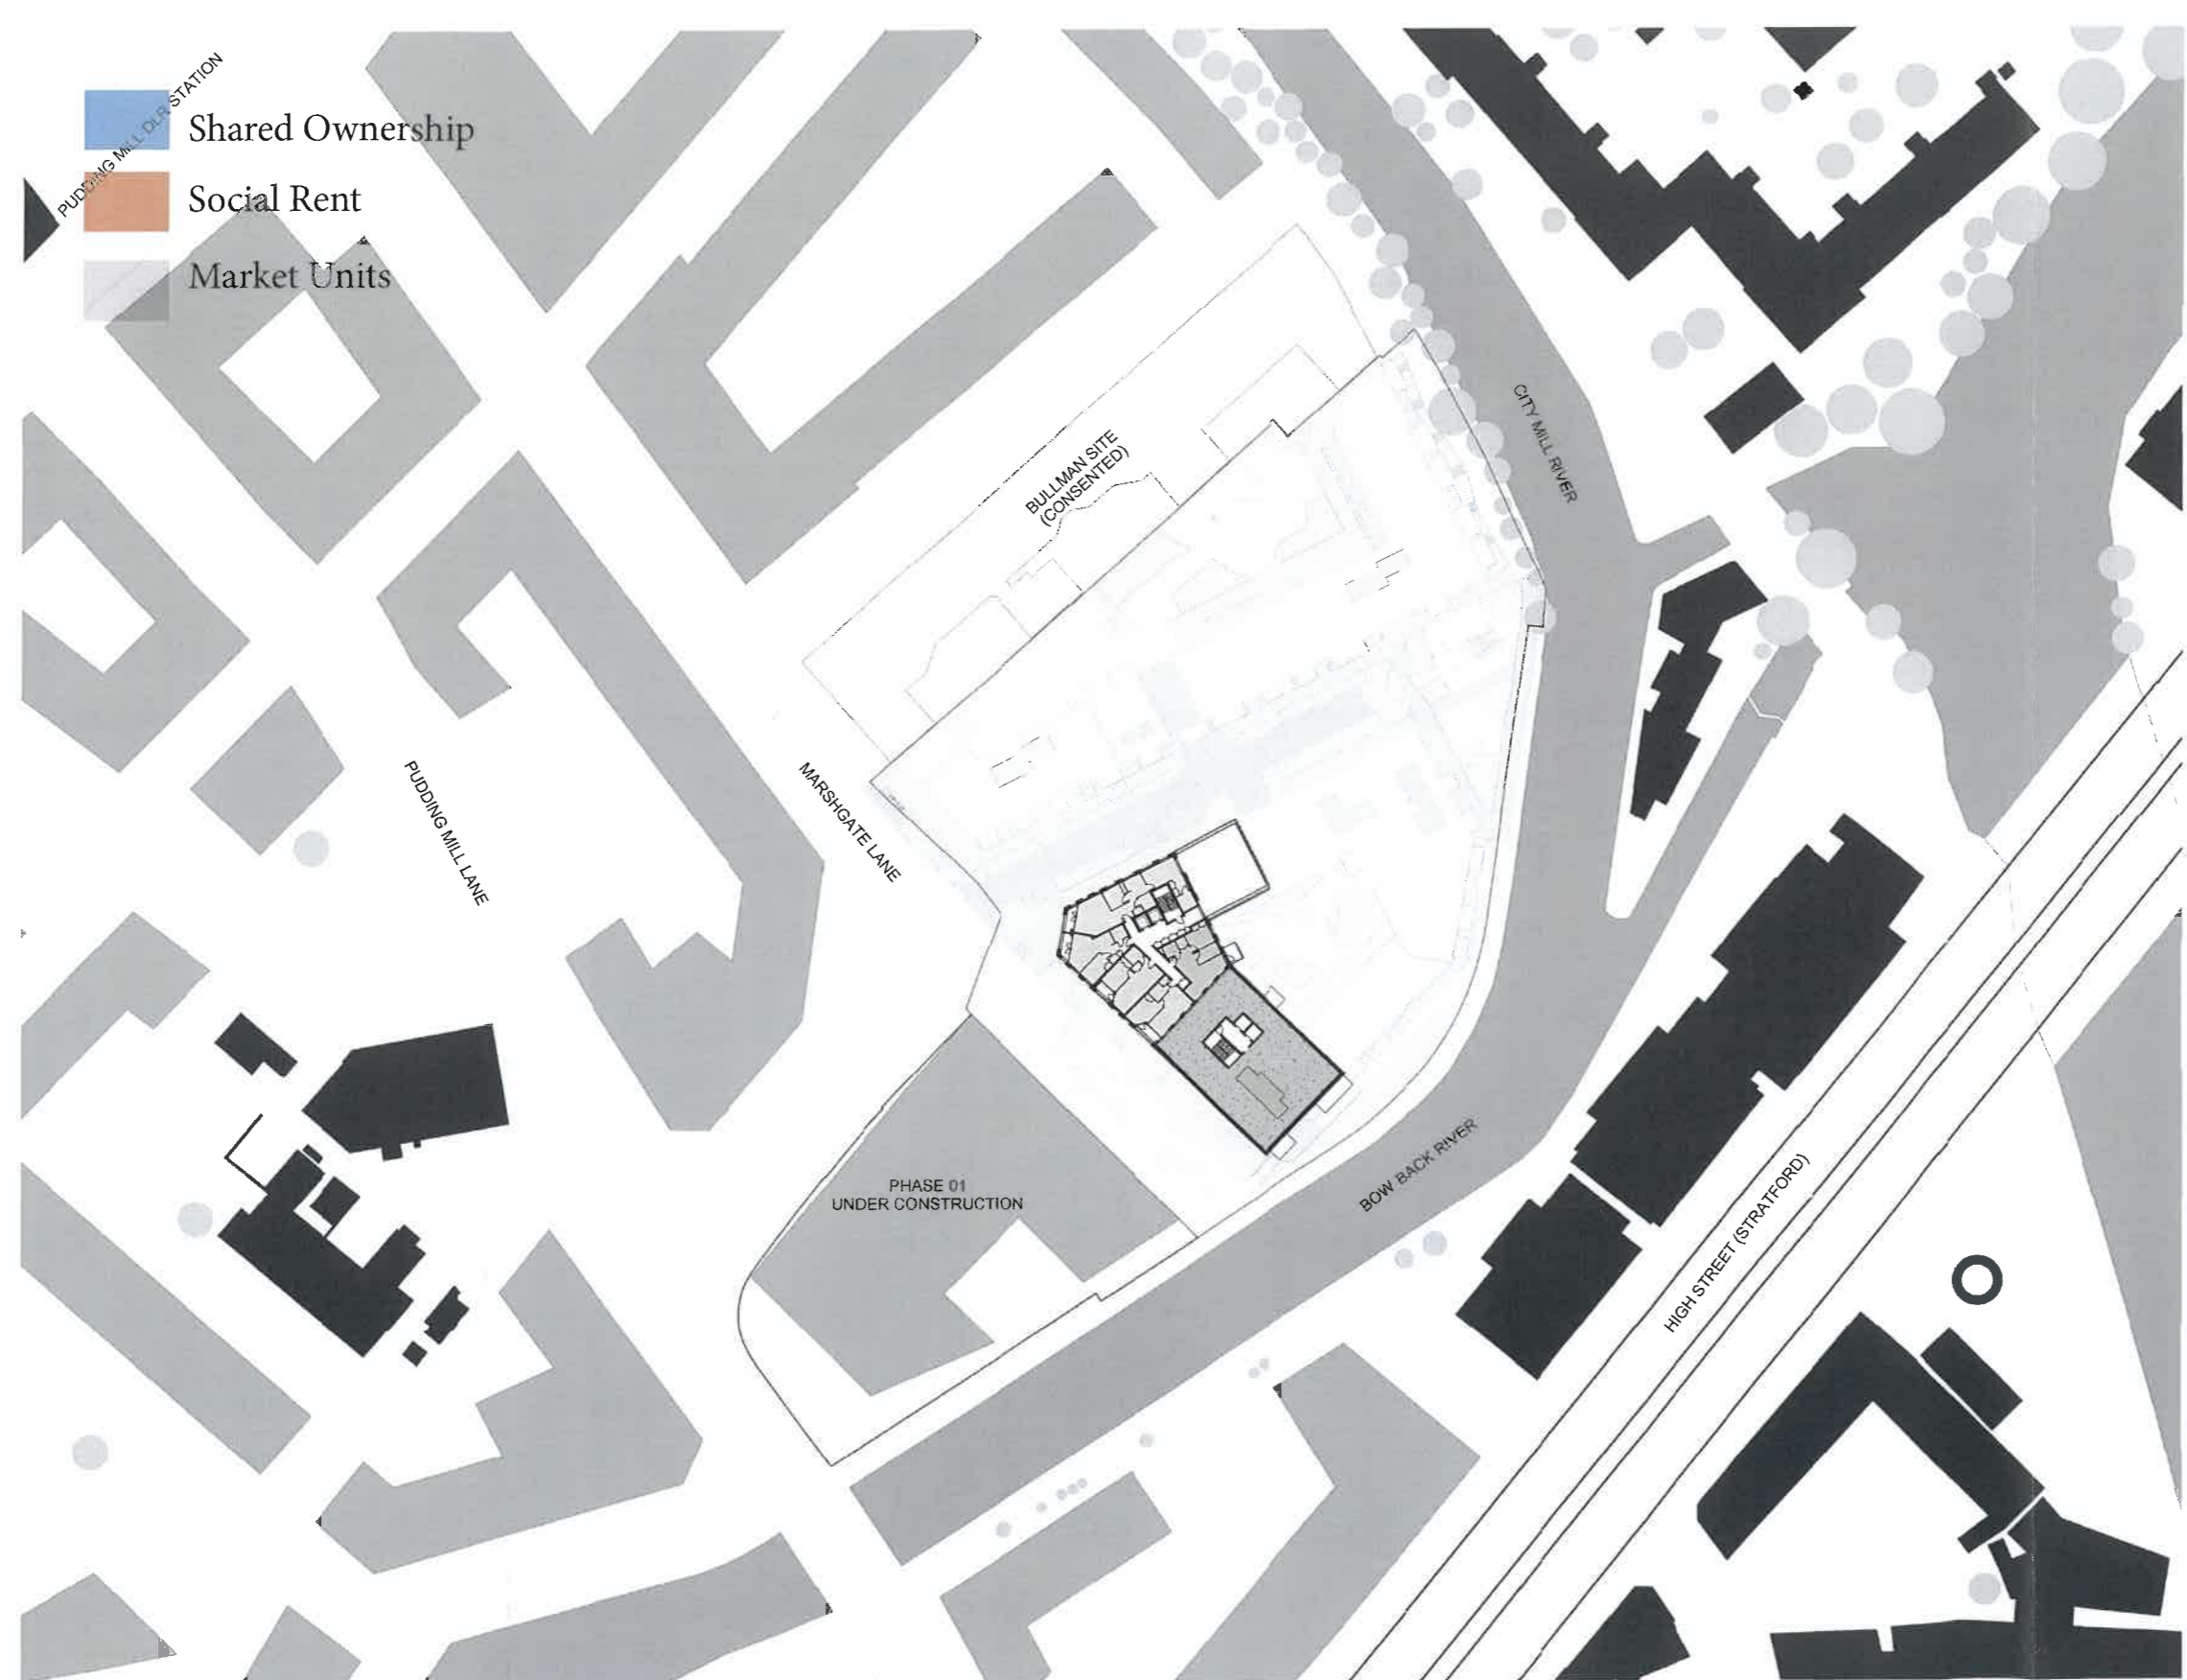 PUDDING MILL DLR STATION
Shared Ownership
Social Rent
Market Units
BULLMAN SITE
(CONSENTED)
CITY MILL RIVER
PUDDING MILL LANE
MARSHGATE LANE
PHASE 01
UNDER CONSTRUCTION
BOW BACK RIVER
HIGH STREET (STRATFORD)